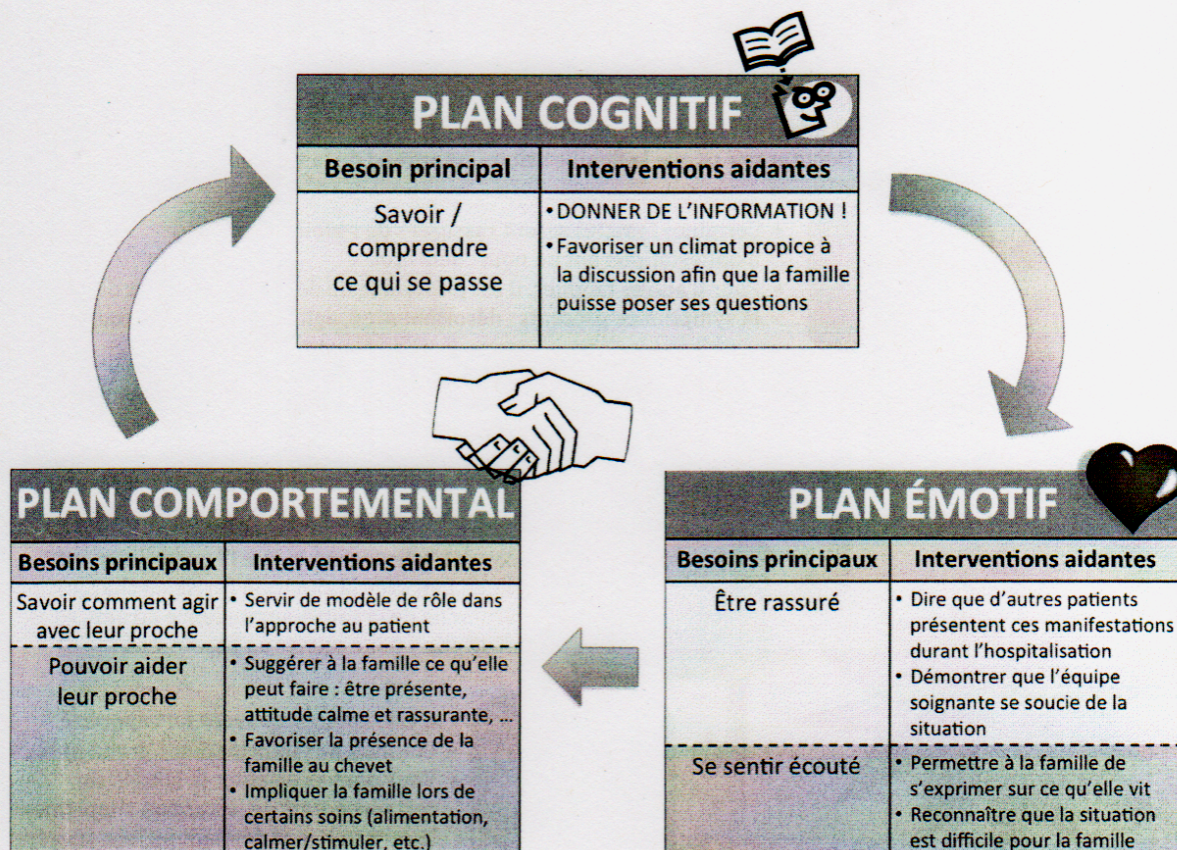 PLAN COGNITIF
Besoin principal
Interventions aidantes
Savoir /
comprendre
ce qui se passe
• DONNER DE L'INFORMATION !
• Favoriser un climat propice à
la discussion afin que la famille
puisse poser ses questions
PLAN COMPORTEMENTAL
Besoins principaux
Interventions aidantes
Savoir comment agir
avec leur proche
• Servir de modèle de rôle dans
l'approche au patient
Pouvoir aider
leur proche
• Suggérer à la famille ce qu'elle
peut faire : être présente,
attitude calme et rassurante, ...
• Favoriser la présence de la
famille au chevet
• Impliquer la famille lors de
certains soins (alimentation,
calmer/stimuler, etc.)
PLAN ÉMOTIF
Besoins principaux
Interventions aidantes
Être rassuré
• Dire que d'autres patients
présentent ces manifestations
durant l'hospitalisation
• Démontrer que l'équipe
soignante se soucie de la
situation
Se sentir écouté
• Permettre à la famille de
s'exprimer sur ce qu'elle vit
• Reconnaître que la situation
est difficile pour la famille